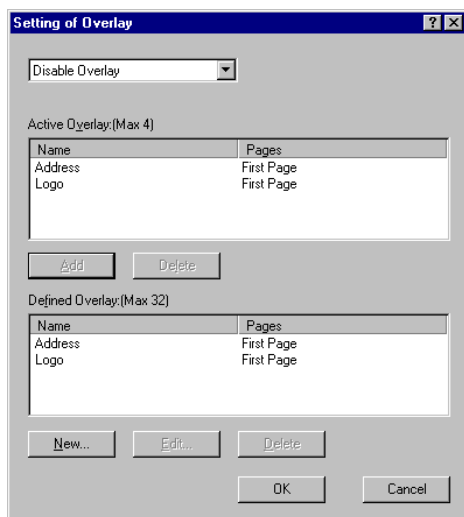 Setting of Overlay
Disable Overlay
Active Overlay:(Max 4)
Name Pages
Address First Page
Logo First Page
Add Delete
Defined Overlay:(Max 32)
Name Pages
Address First Page
Logo First Page
New... Edit... Delete
OK Cancel